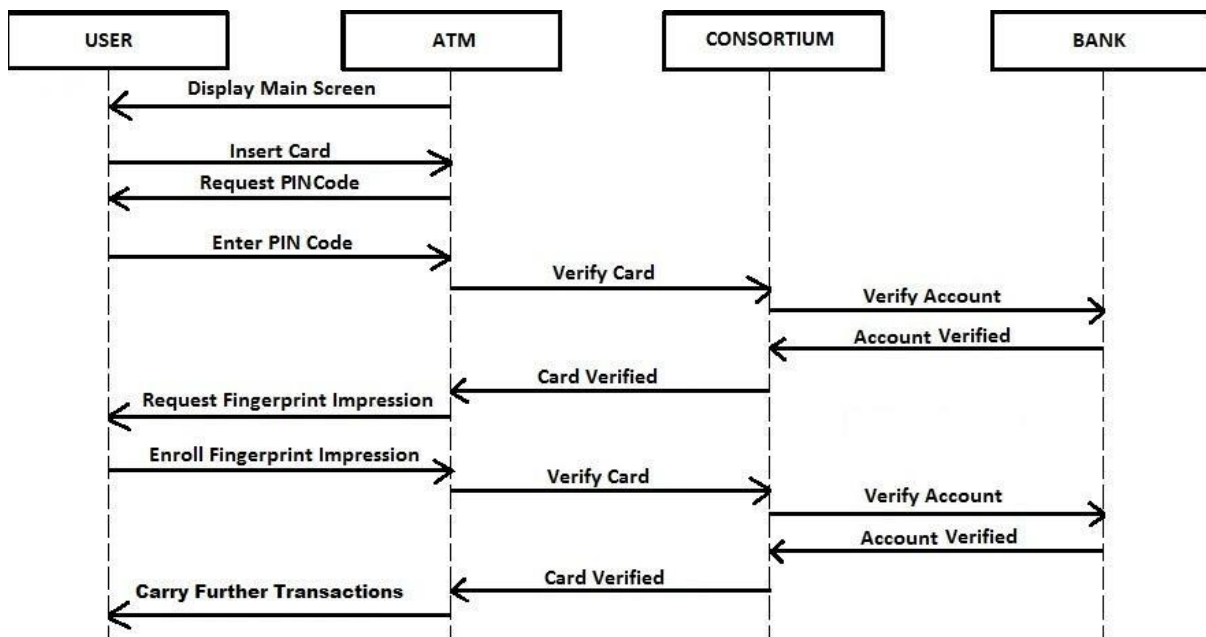 USER
ATM
CONSORTIUM
BANK
Display Main Screen
Insert Card
Request PINCode
Enter PIN Code
Verify Card
Verify Account
Account Verified
Card Verified
Request Fingerprint Impression
Enroll Fingerprint Impression
Verify Card
Verify Account
Account Verified
Card Verified
Carry Further Transactions